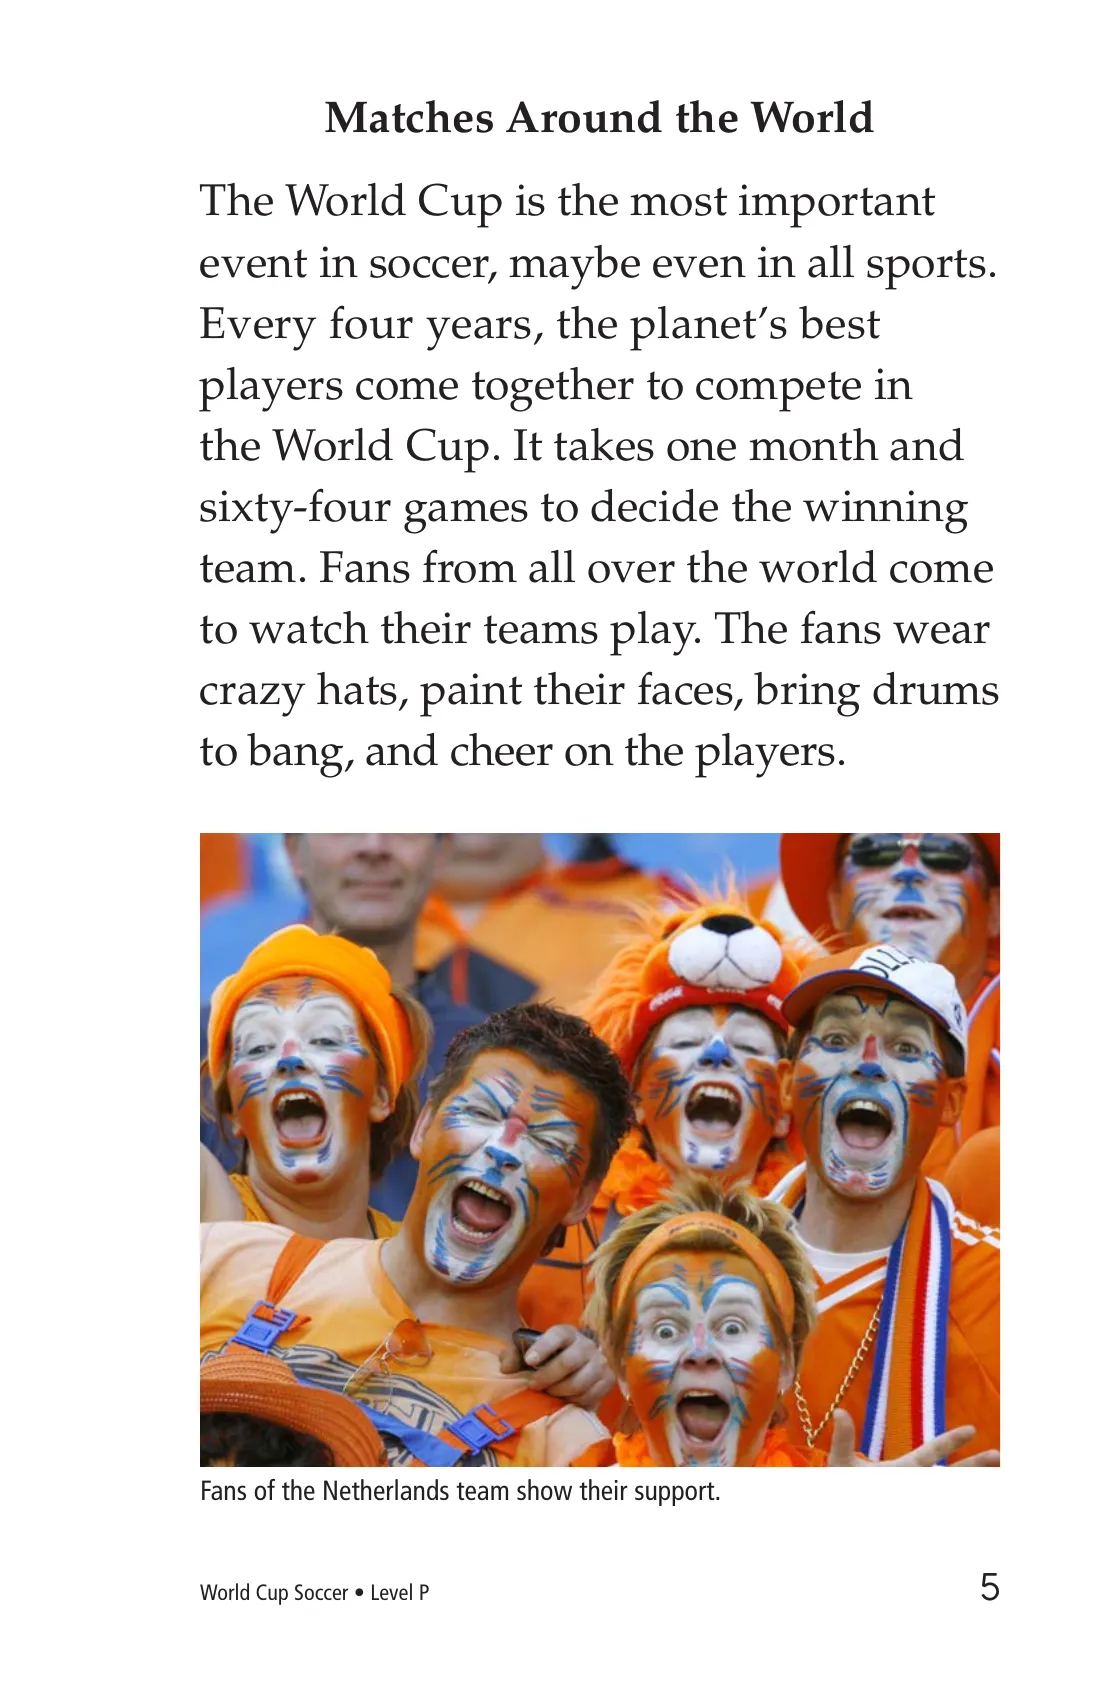 Matches Around the World
The World Cup is the most important
event in soccer, maybe even in all sports.
Every four years, the planet’s best
players come together to compete in
the World Cup. It takes one month and
sixty-four games to decide the winning
team. Fans from all over the world come
to watch their teams play. The fans wear
crazy hats, paint their faces, bring drums
to bang, and cheer on the players.
Fans of the Netherlands team show their support.
World Cup Soccer • Level P
5